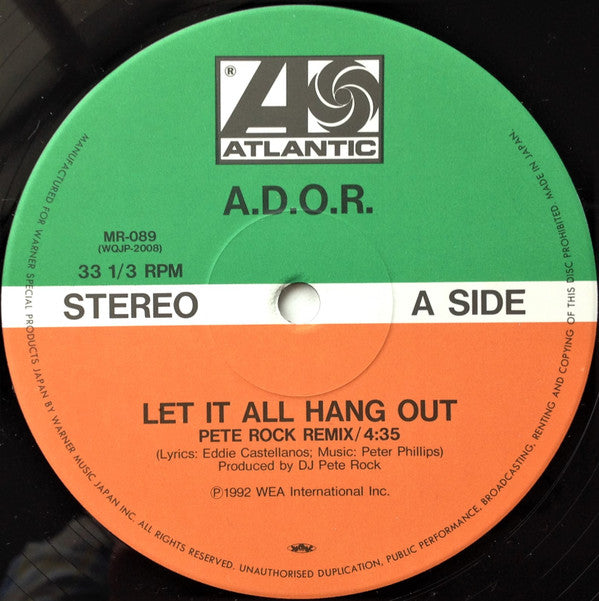 ®
ATLANTIC
A.D.O.R.
MR-089
(WQJP-2008)
33 1/3 RPM
STEREO
A SIDE
LET IT ALL HANG OUT
PETE ROCK REMIX/4:35
(Lyrics: Eddie Castellanos; Music: Peter Phillips)
Produced by DJ Pete Rock
Ⓟ1992 WEA International Inc.
MANUFACTURED FOR WARNER SPECIAL PRODUCTS JAPAN BY WARNER MUSIC JAPAN INC. ALL RIGHTS RESERVED. UNAUTHORISED DUPLICATION, PUBLIC PERFORMANCE, BROADCASTING, RENTING AND COPYING OF THIS DISC PROHIBITED. MADE IN JAPAN.